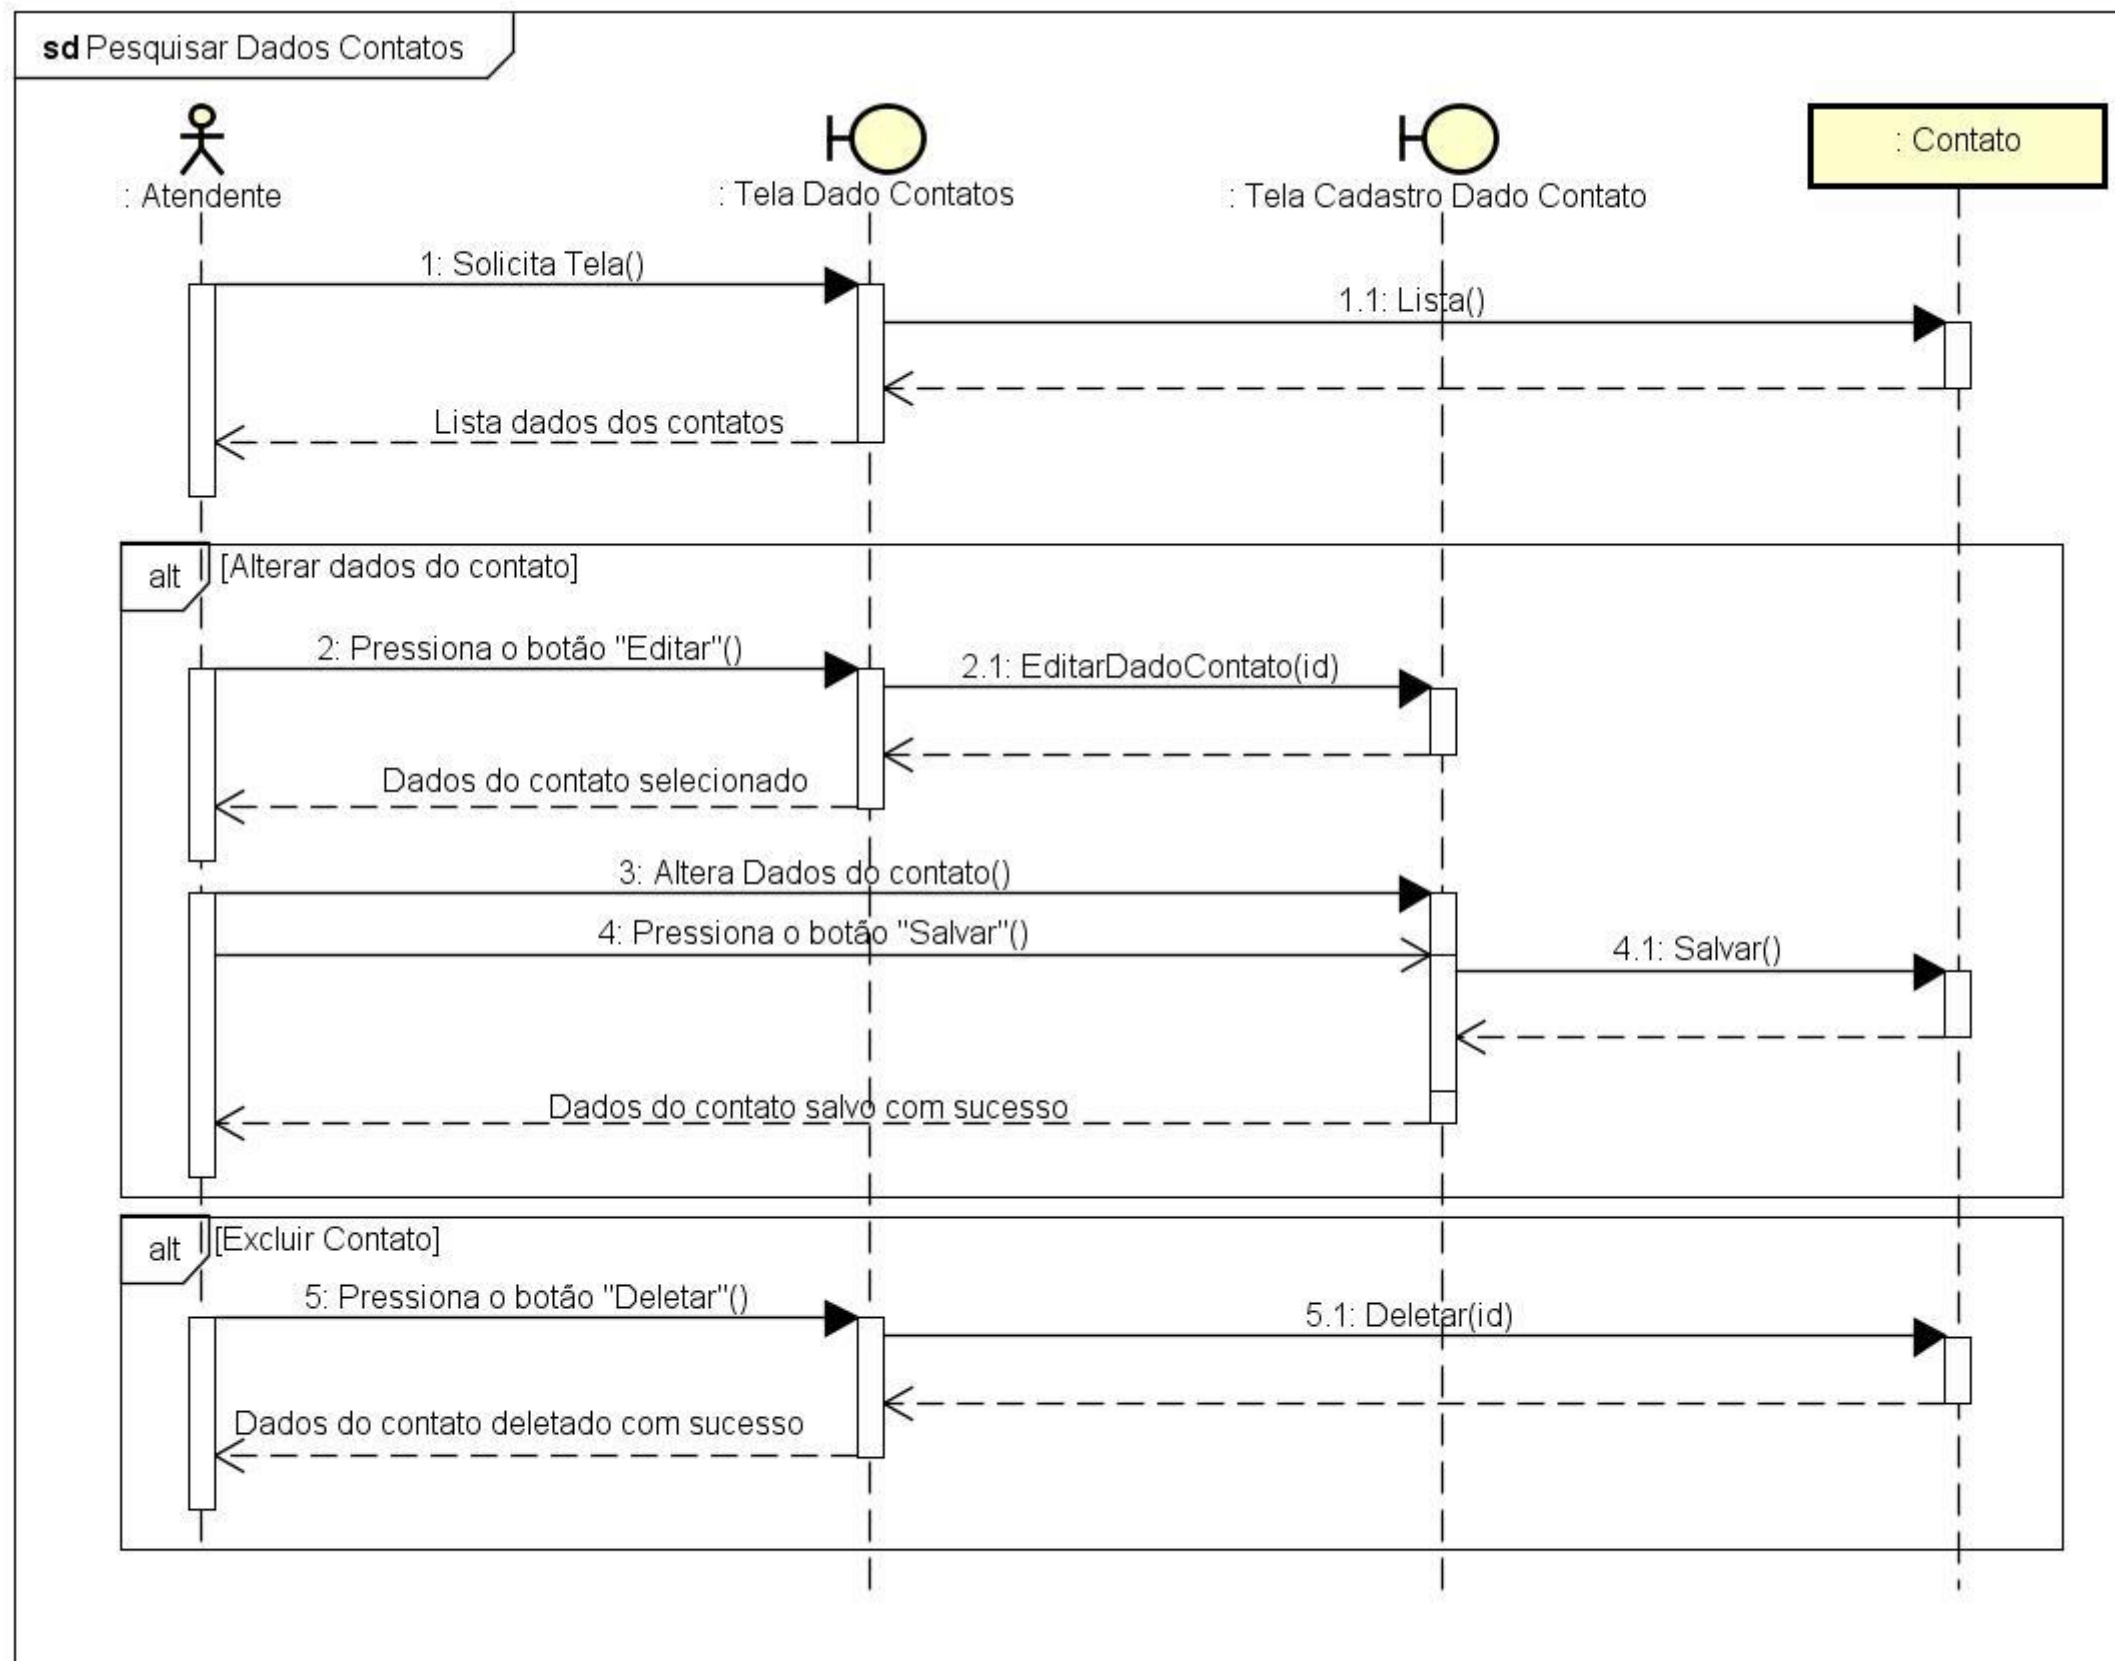 sd Pesquisar Dados Contatos
: Atendente
: Tela Dado Contatos
: Tela Cadastro Dado Contato
: Contato
1: Solicita Tela()
1.1: Lista()
Lista dados dos contatos
alt [Alterar dados do contato]
2: Pressiona o botão "Editar"()
2.1: EditarDadoContato(id)
Dados do contato selecionado
3: Altera Dados do contato()
4: Pressiona o botão "Salvar"()
4.1: Salvar()
Dados do contato salvo com sucesso
alt [Excluir Contato]
5: Pressiona o botão "Deletar"()
5.1: Deletar(id)
Dados do contato deletado com sucesso